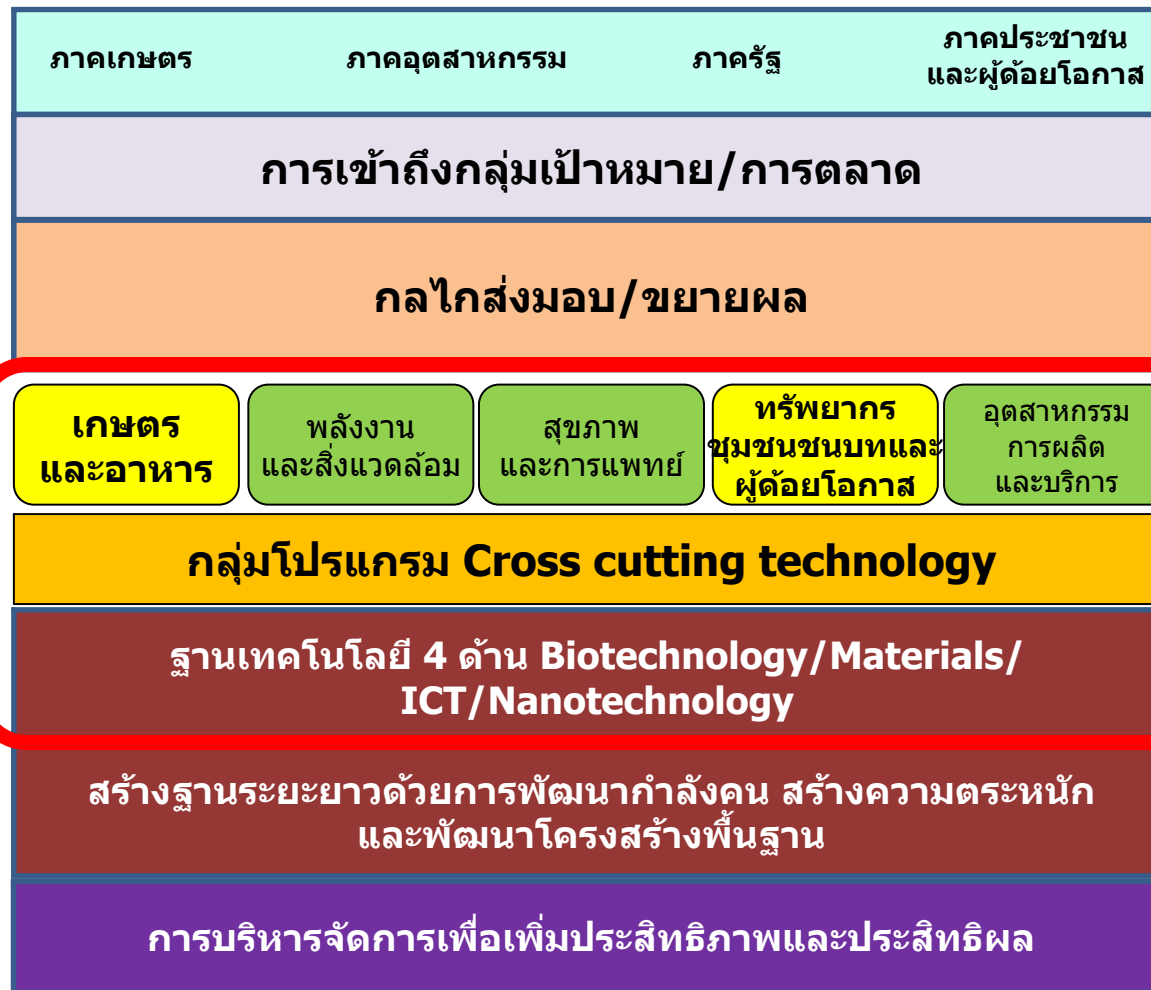 ภาคเกษตร
ภาคอุตสาหกรรม
ภาครัฐ
ภาคประชาชน
และผู้ด้อยโอกาส
การเข้าถึงกลุ่มเป้าหมาย/การตลาด
กลไกส่งมอบ/ขยายผล
เกษตร
และอาหาร
พลังงาน
และสิ่งแวดล้อม
สุขภาพ
และการแพทย์
ทรัพยากร
ชุมชนชนบทและ
ผู้ด้อยโอกาส
อุตสาหกรรม
การผลิต
และบริการ
กลุ่มโปรแกรม Cross cutting technology
ฐานเทคโนโลยี 4 ด้าน Biotechnology/Materials/
ICT/Nanotechnology
สร้างฐานระยะยาวด้วยการพัฒนากำลังคน สร้างความตระหนัก
และพัฒนาโครงสร้างพื้นฐาน
การบริหารจัดการเพื่อเพิ่มประสิทธิภาพและประสิทธิผล